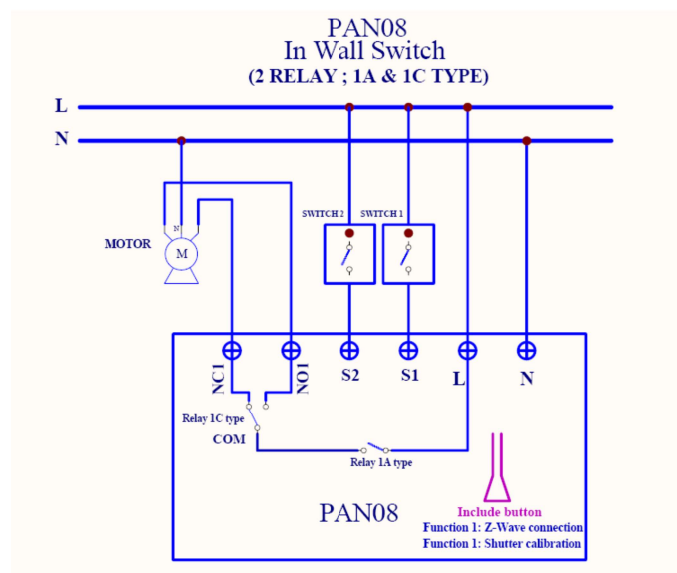 PAN08
In Wall Switch
(2 RELAY ; 1A & 1C TYPE)
L
N
SWITCH 2
SWITCH 1
N
MOTOR
M
NC1
NO1
S2
S1
L
N
Relay 1C type
COM
Relay 1A type
PAN08
Include button
Function 1: Z-Wave connection
Function 1: Shutter calibration